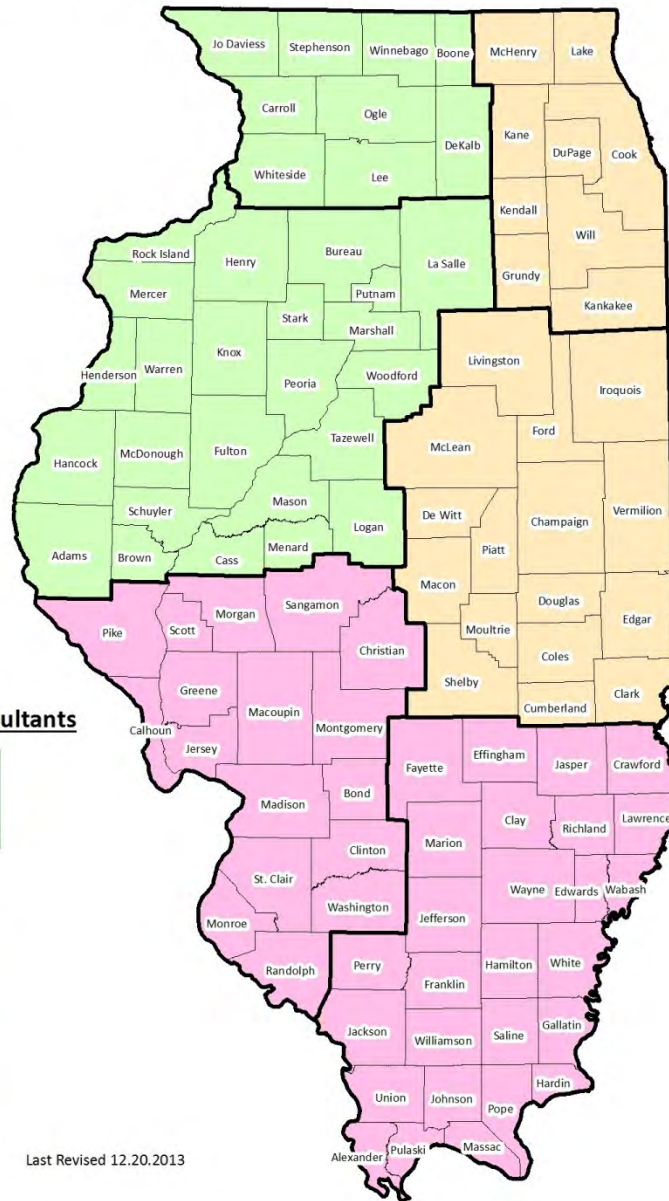 Jo Daviess
Stephenson
Winnebago
Boone
McHenry
Lake
Carroll
Ogle
DeKalb
Kane
DuPage
Cook
Whiteside
Lee
Kendall
Will
Rock Island
Henry
Bureau
La Salle
Grundy
Kankakee
Mercer
Putnam
Stark
Marshall
Livingston
Henderson
Warren
Knox
Peoria
Woodford
Iroquois
Hancock
McDonough
Fulton
Tazewell
McLean
Ford
Schuyler
Mason
Logan
De Witt
Champaign
Vermilion
Adams
Brown
Cass
Menard
Macon
Piatt
Pike
Scott
Morgan
Sangamon
Christian
Moultrie
Douglas
Edgar
Greene
Shelby
Coles
Cumberland
Clark
ultants
Calhoun
Jersey
Macoupin
Montgomery
Fayette
Effingham
Jasper
Crawford
Madison
Bond
Marion
Clay
Richland
Lawrence
St. Clair
Clinton
Washington
Wayne
Edwards
Wabash
Monroe
Jefferson
Randolph
Perry
Franklin
Hamilton
White
Jackson
Williamson
Saline
Gallatin
Union
Johnson
Pope
Hardin
Last Revised 12.20.2013
Alexander
Pulaski
Massac